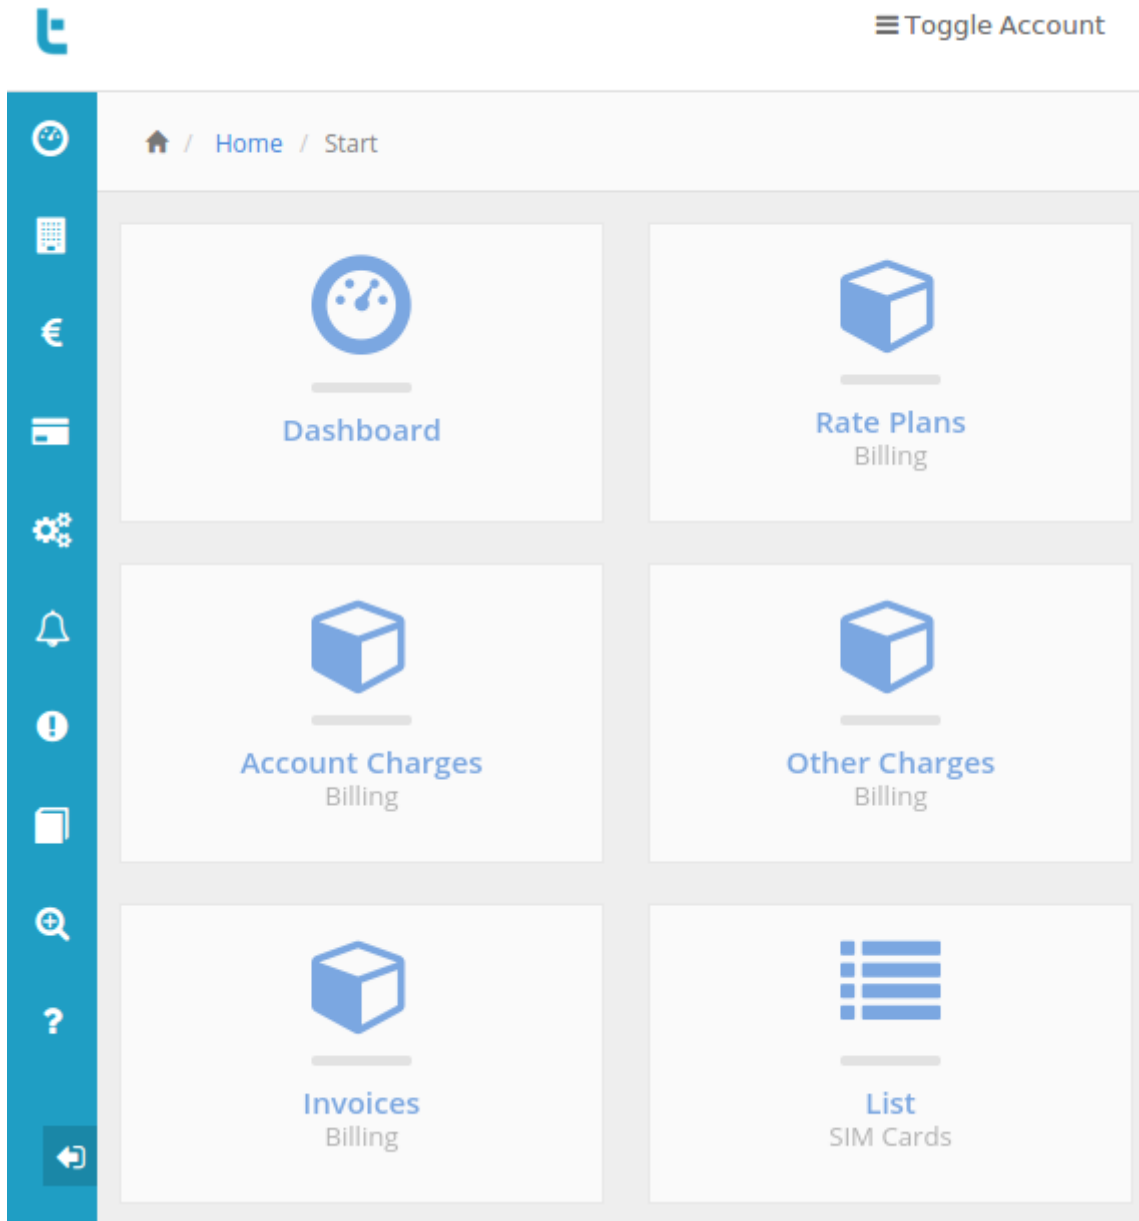 Toggle Account
/ Home / Start
Dashboard
Rate Plans
Billing
Account Charges
Billing
Other Charges
Billing
Invoices
Billing
List
SIM Cards